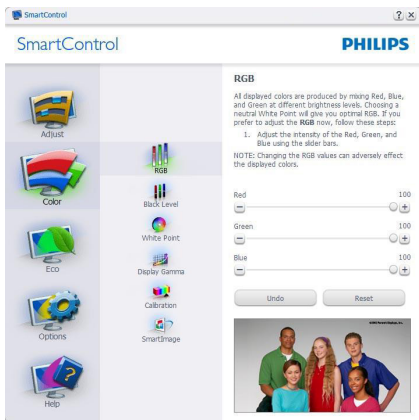 SmartControl
SmartControl
PHILIPS
Adjust
Color
Eco
Options
Help
RGB
Black Level
White Point
Display Gamma
Calibration
SmartImage
RGB
All displayed colors are produced by mixing Red, Blue,
and Green at different brightness levels. Choosing a
neutral White Point will give you optimal RGB. If you
prefer to adjust the RGB now, follow these steps:
1. Adjust the intensity of the Red, Green, and
Blue using the slider bars.
NOTE: Changing the RGB values can adversely effect
the displayed colors.
Red 100
Green 100
Blue 100
Undo Reset